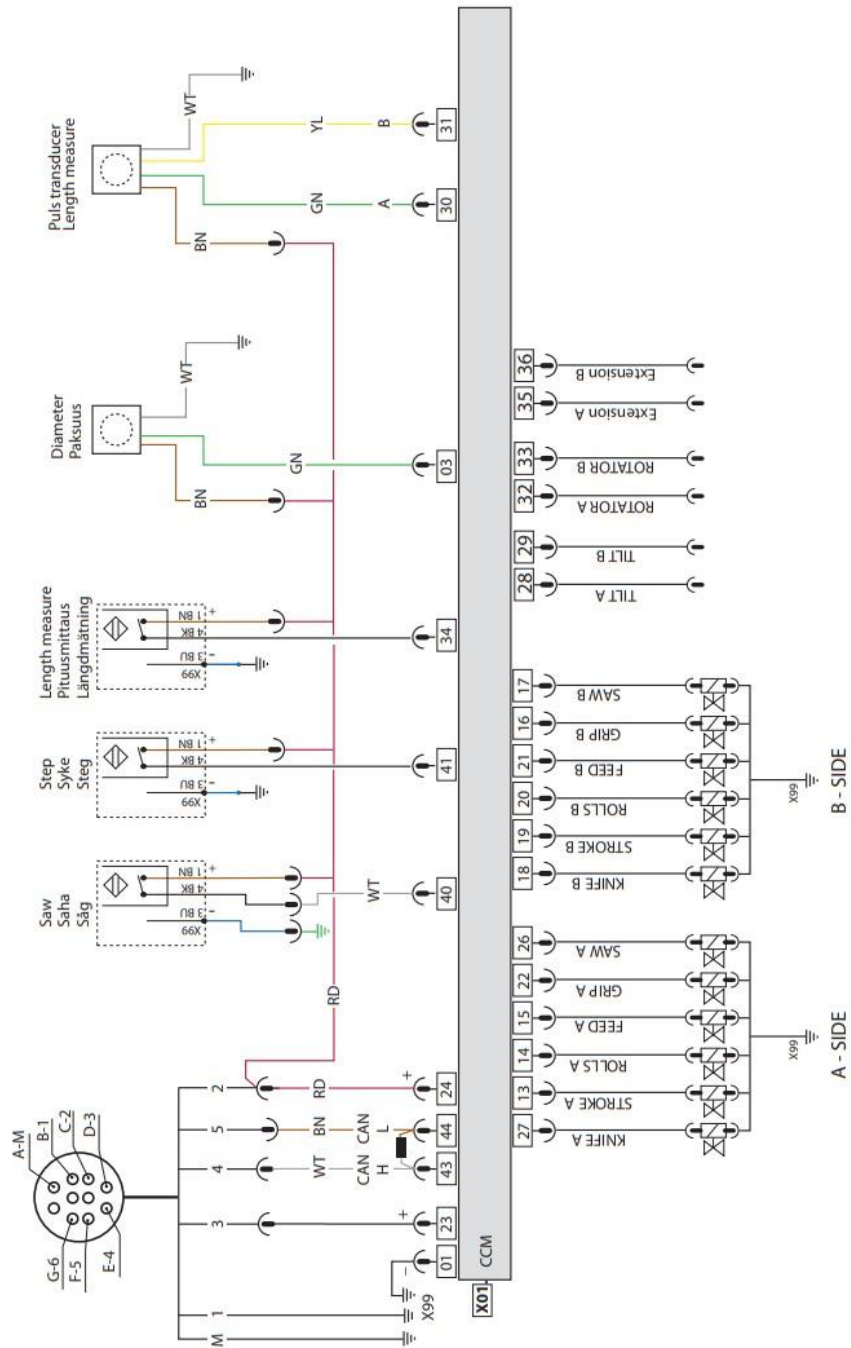 A-M
B-1
C-2
D-3
G-6
F-5
E-4
M
1
3
4
5
2
X99
WT
BN
RD
CAN
CAN
H
L
−
+
+
01
23
43
44
24
RD
Saw
Saha
Såg
X99
3 BU
4 BK
1 BN
−
+
WT
40
Step
Syke
Steg
X99
3 BU
4 BK
1 BN
−
+
41
Length measure
Pituusmittaus
Längdmätning
X99
3 BU
4 BK
1 BN
−
+
34
Diameter
Paksuus
BN
GN
WT
03
Puls transducer
Length measure
BN
GN
YL
WT
A
B
30
31
X01
CCM
27
13
14
15
22
26
KNIFE A
STROKE A
ROLLS A
FEED A
GRIP A
SAW A
X99
A - SIDE
18
19
20
21
16
17
KNIFE B
STROKE B
ROLLS B
FEED B
GRIP B
SAW B
X99
B - SIDE
28
29
32
33
35
36
TILT A
TILT B
ROTATOR A
ROTATOR B
Extension A
Extension B